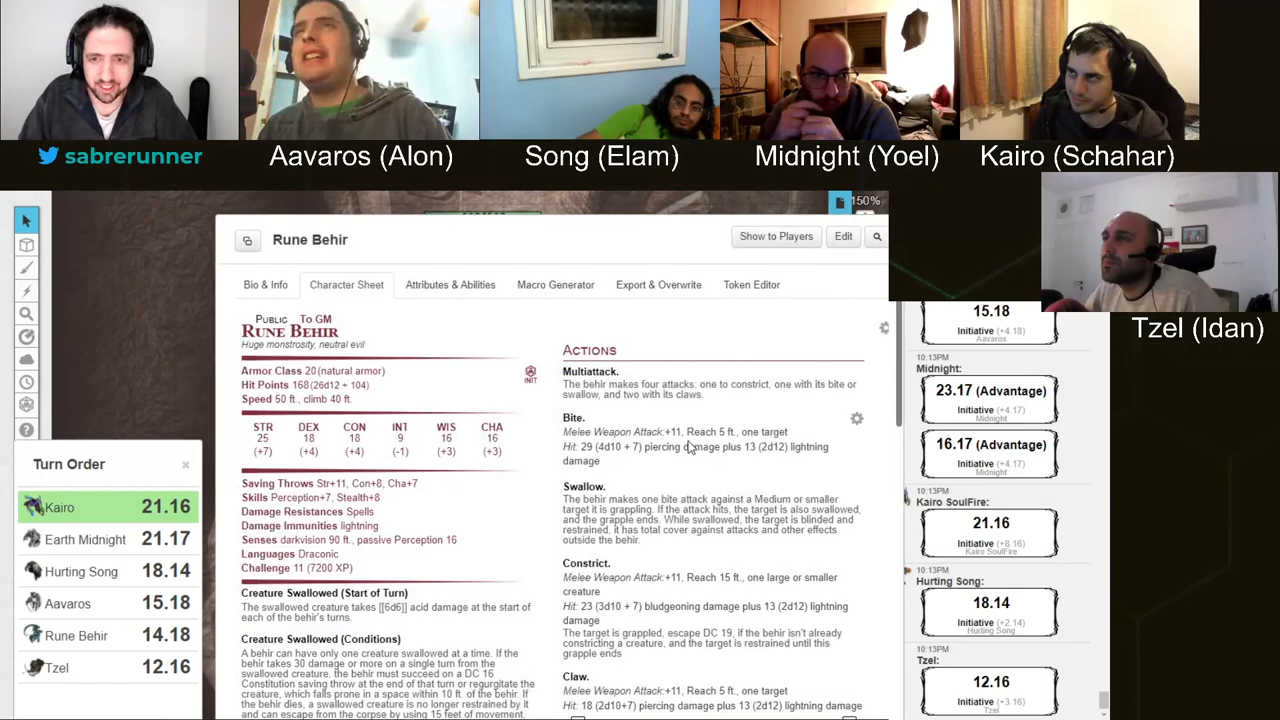 sabrerunner
Aavaros (Alon)
Song (Elam)
Midnight (Yoel)
Kairo (Schahar)
Tzel (Idan)
150%
Rune Behir
Show to Players
Edit
Bio & Info
Character Sheet
Attributes & Abilities
Macro Generator
Export & Overwrite
Token Editor
PUBLIC
TO GM
RUNE BEHIR
Huge monstrosity, neutral evil
Armor Class 20 (natural armor)
Hit Points 168 (26d12 + 104)
Speed 50 ft., climb 40 ft.
INIT
STR DEX CON INT WIS CHA
25 18 18 9 16 16
(+7) (+4) (+4) (-1) (+3) (+3)
Saving Throws Str+11, Con+8, Cha+7
Skills Perception+7, Stealth+8
Damage Resistances Spells
Damage Immunities lightning
Senses darkvision 90 ft., passive Perception 16
Languages Draconic
Challenge 11 (7200 XP)
Creature Swallowed (Start of Turn)
The swallowed creature takes [[6d6]] acid damage at the start
of each of the behir's turns.
Creature Swallowed (Conditions)
A behir can have only one creature swallowed at a time. If the
behir takes 30 damage or more on a single turn from the
swallowed creature, the behir must succeed on a DC 16
Constitution saving throw at the end of that turn or regurgitate the
creature, which falls prone in a space within 10 ft. of the behir. If
the behir dies, a swallowed creature is no longer restrained by it
and can escape from the corpse by using 15 feet of movement,
ACTIONS
Multiattack.
The behir makes four attacks: one to constrict, one with its bite or
swallow, and two with its claws.
Bite.
Melee Weapon Attack:+11, Reach 5 ft., one target
Hit: 29 (4d10 + 7) piercing damage plus 13 (2d12) lightning
damage
Swallow.
The behir makes one bite attack against a Medium or smaller
target it is grappling. If the attack hits, the target is also swallowed,
and the grapple ends. While swallowed, the target is blinded and
restrained, it has total cover against attacks and other effects
outside the behir.
Constrict.
Melee Weapon Attack:+11, Reach 15 ft., one large or smaller
creature
Hit: 23 (3d10 + 7) bludgeoning damage plus 13 (2d12) lightning
damage
The target is grappled, escape DC 19, if the behir isn't already
constricting a creature, and the target is restrained until this
grapple ends
Claw.
Melee Weapon Attack:+11, Reach 5 ft., one target
Hit: 18 (2d10+7) piercing damage plus 13 (2d12) lightning damage
Turn Order
Kairo 21.16
Earth Midnight 21.17
Hurting Song 18.14
Aavaros 15.18
Rune Behir 14.18
Tzel 12.16
15.18
Initiative (+4.18)
Aavaros
10:13PM
Midnight:
23.17 (Advantage)
Initiative (+4.17)
Midnight
16.17 (Advantage)
Initiative (+4.17)
Midnight
10:13PM
Kairo SoulFire:
21.16
Initiative (+8.16)
Kairo SoulFire
10:13PM
Hurting Song:
18.14
Initiative (+2.14)
Hurting Song
10:13PM
Tzel:
12.16
Initiative (+3.16)
Tzel